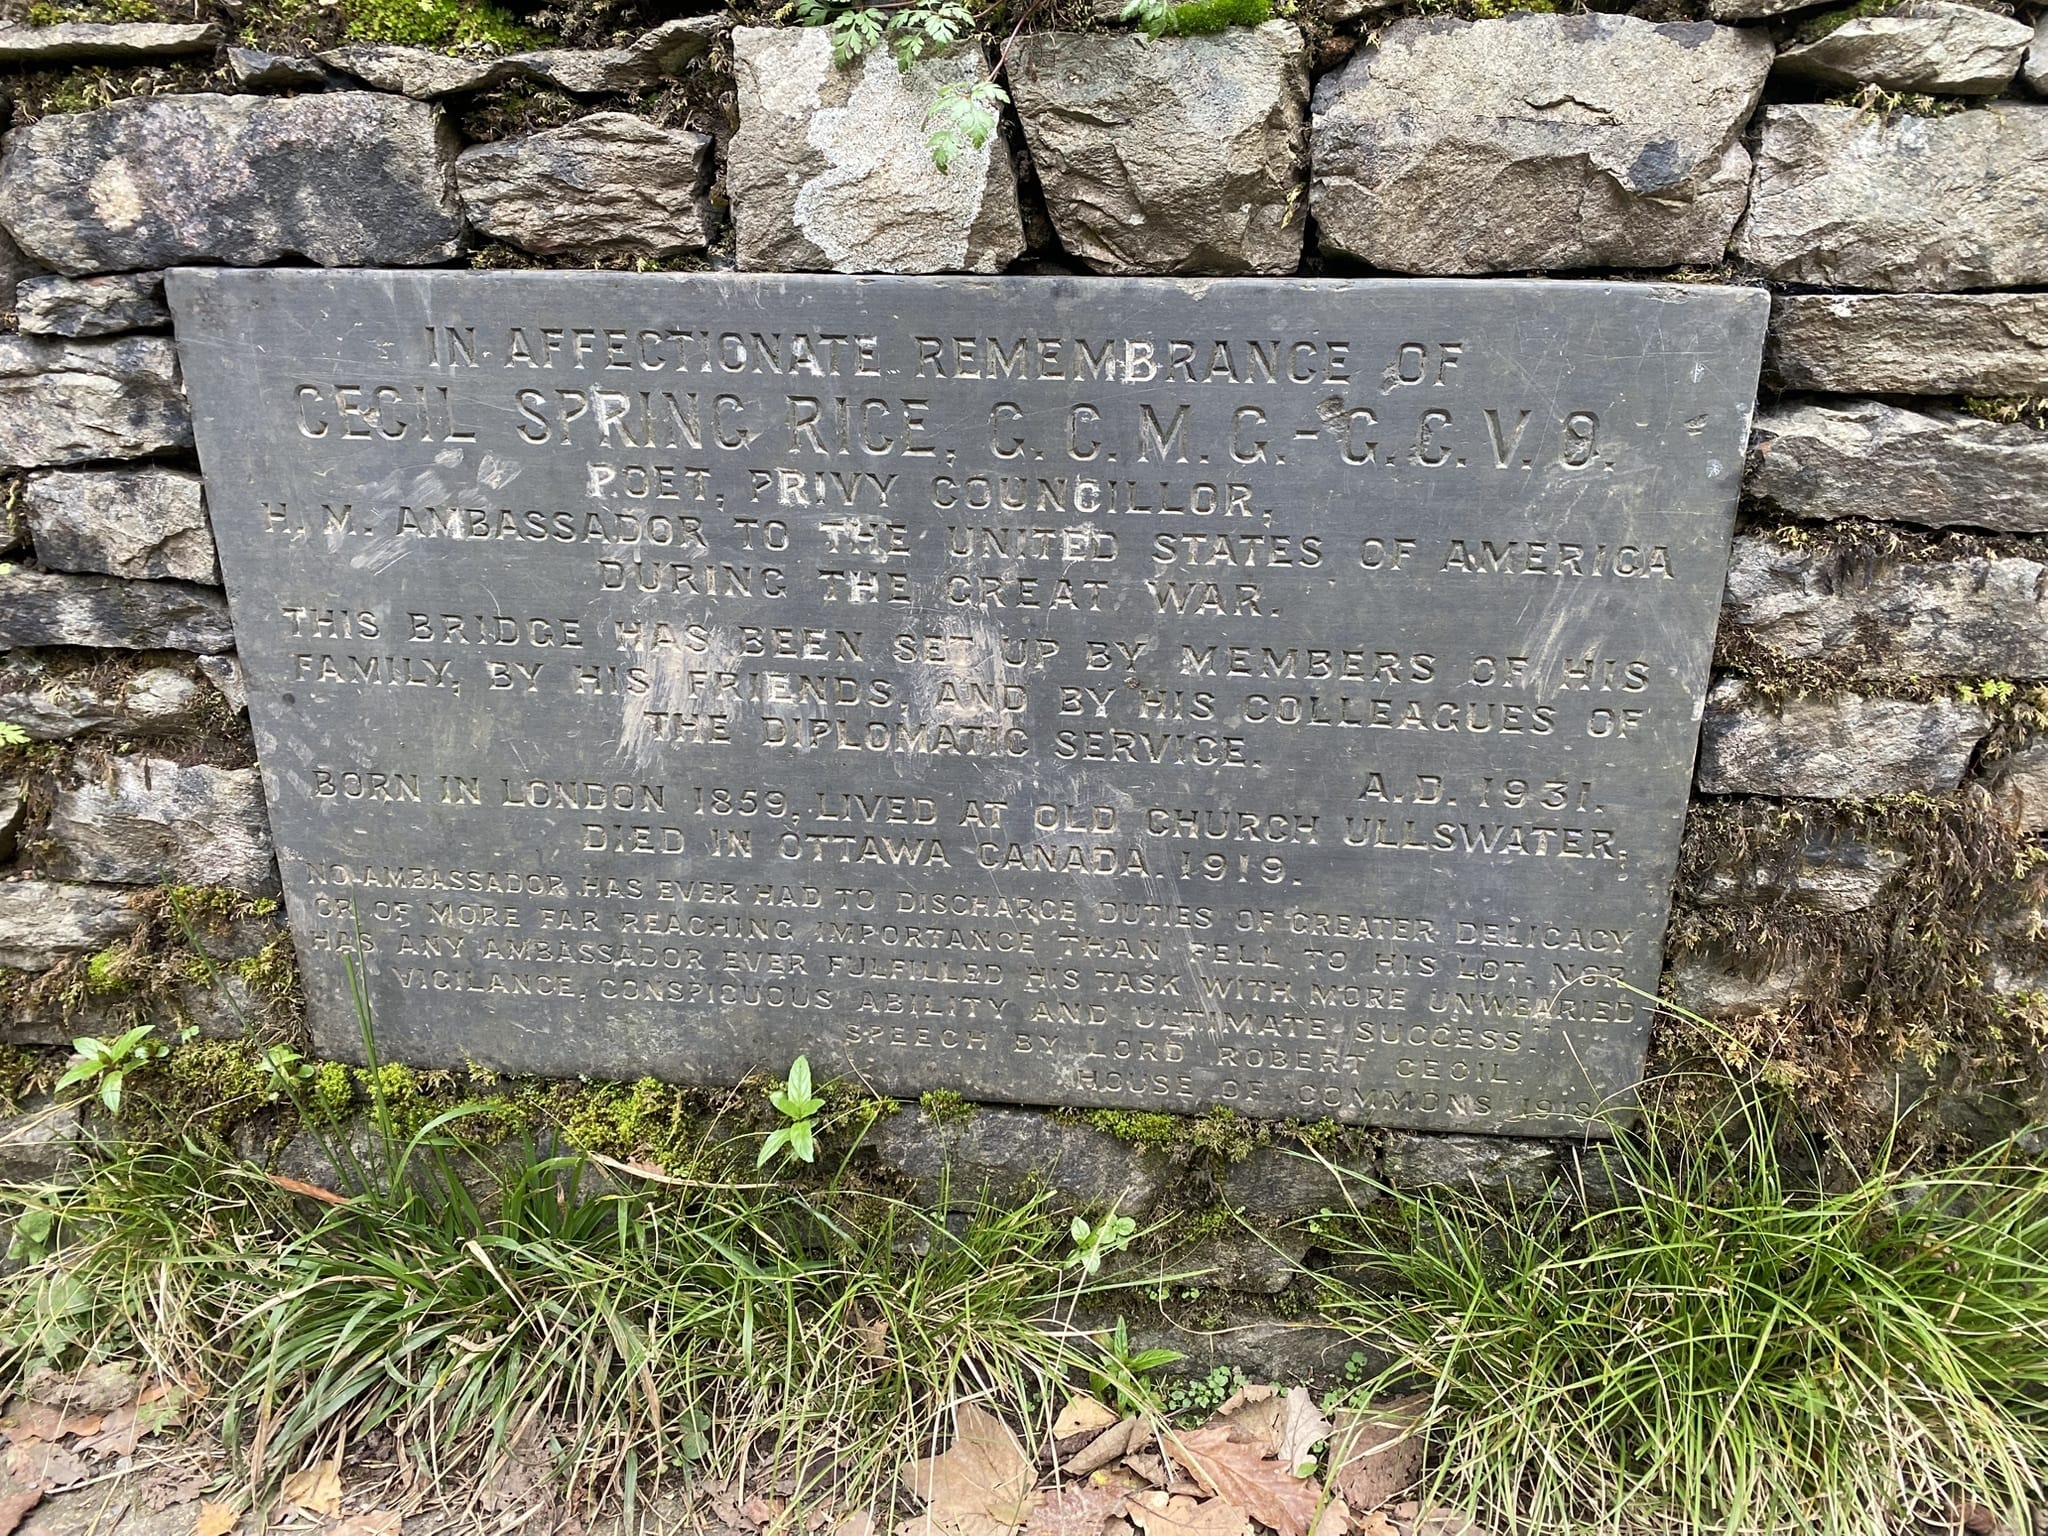 IN AFFECTIONATE REMEMBRANCE OF
CECIL SPRING RICE, G.C.M.G.-G.C.V.O.
POET, PRIVY COUNCILLOR,
H.M. AMBASSADOR TO THE UNITED STATES OF AMERICA
DURING THE GREAT WAR.
THIS BRIDGE HAS BEEN SET UP BY MEMBERS OF HIS
FAMILY, BY HIS FRIENDS, AND BY HIS COLLEAGUES OF
THE DIPLOMATIC SERVICE.
A.D. 1931.
BORN IN LONDON 1859, LIVED AT OLD CHURCH ULLSWATER,
DIED IN OTTAWA CANADA. 1919.
NO AMBASSADOR HAS EVER HAD TO DISCHARGE DUTIES OF GREATER DELICACY
OR OF MORE FAR REACHING IMPORTANCE THAN FELL TO HIS LOT. NOR
HAS ANY AMBASSADOR EVER FULFILLED HIS TASK WITH MORE UNWEARIED
VIGILANCE, CONSPICUOUS ABILITY AND ULTIMATE SUCCESS."
SPEECH BY LORD ROBERT CECIL.
HOUSE OF COMMONS 1918